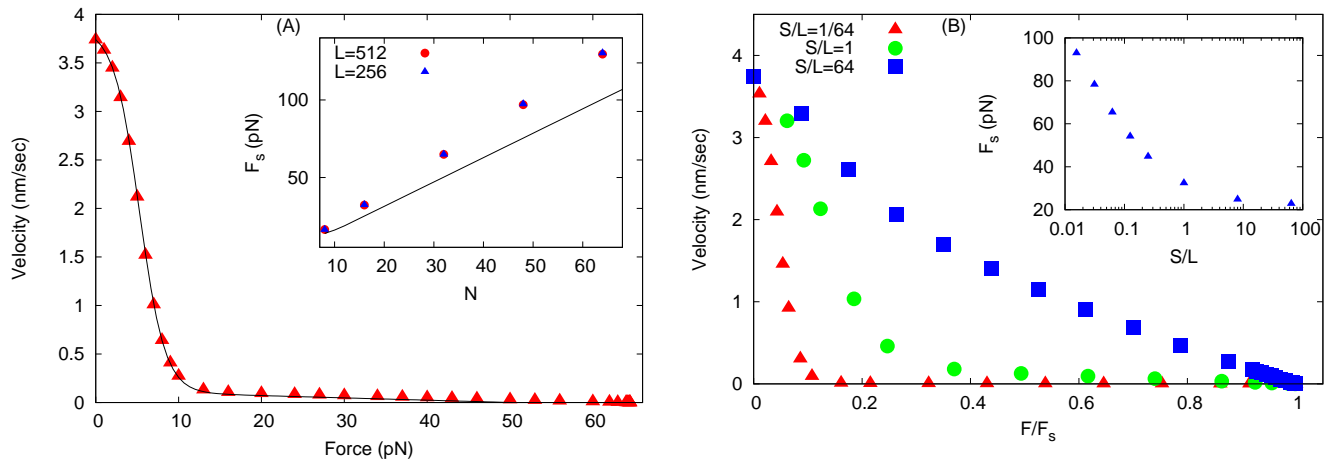 (A)
Velocity (nm/sec)
4
3.5
3
2.5
2
1.5
1
0.5
0
0 10 20 30 40 50 60
Force (pN)
L=512
L=256
F_s (pN)
100
50
10 20 30 40 50 60
N
(B)
Velocity (nm/sec)
4
3
2
1
0
0 0.2 0.4 0.6 0.8 1
F/F_s
S/L=1/64
S/L=1
S/L=64
F_s (pN)
100
80
60
40
20
0.01 0.1 1 10 100
S/L